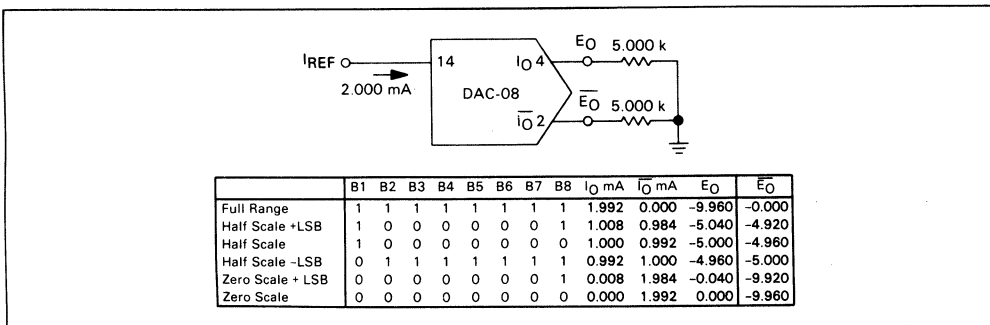 EO 5.000 k
IREF 14 IO 4
2.000 mA DAC-08
E̅O̅ 5.000 k
I̅O̅ 2
B1 B2 B3 B4 B5 B6 B7 B8 IO mA I̅O̅ mA EO E̅O̅
Full Range 1 1 1 1 1 1 1 1 1.992 0.000 -9.960 -0.000
Half Scale +LSB 1 0 0 0 0 0 0 1 1.008 0.984 -5.040 -4.920
Half Scale 1 0 0 0 0 0 0 0 1.000 0.992 -5.000 -4.960
Half Scale -LSB 0 1 1 1 1 1 1 1 0.992 1.000 -4.960 -5.000
Zero Scale + LSB 0 0 0 0 0 0 0 1 0.008 1.984 -0.040 -9.920
Zero Scale 0 0 0 0 0 0 0 0 0.000 1.992 0.000 -9.960